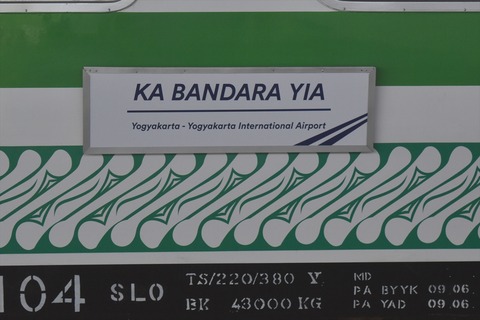 KA BANDARA YIA
Yogyakarta - Yogyakarta International Airport
104 SLO
TS/220/380 V
BK 43000 KG
MD
PA BYYK 09 06.
PA YAD 09.06.